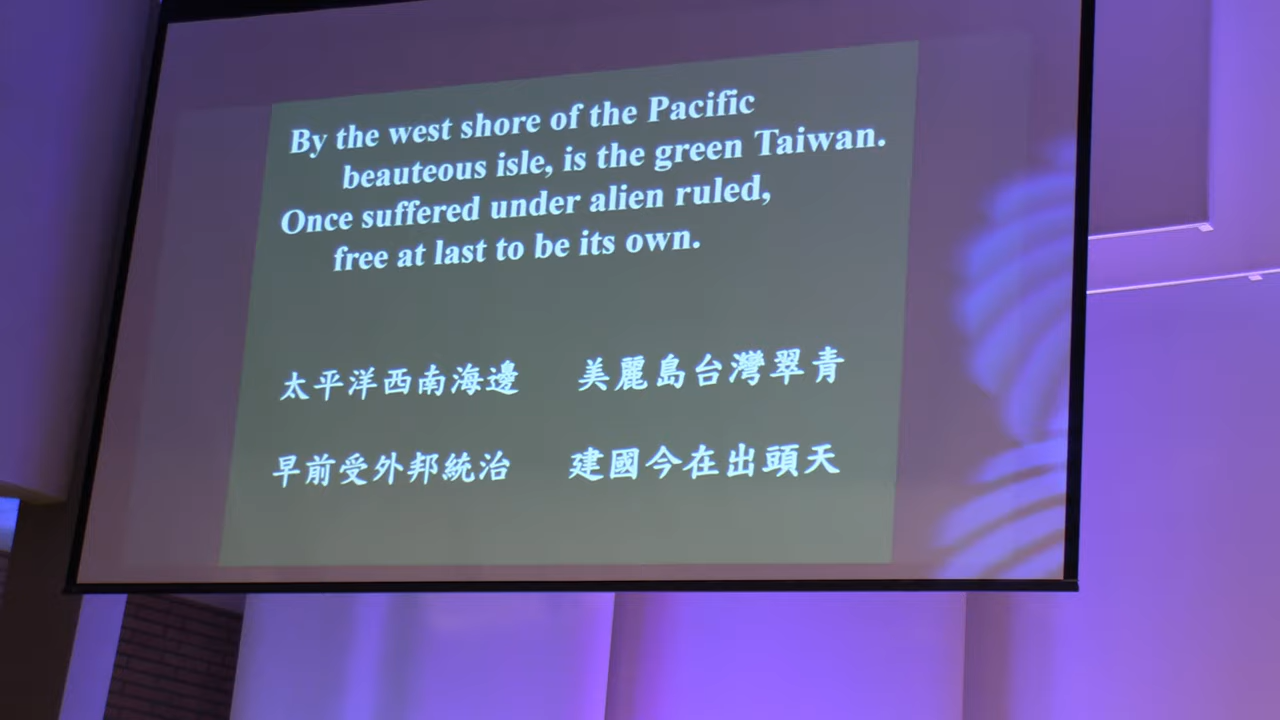 By the west shore of the Pacific
beauteous isle, is the green Taiwan.
Once suffered under alien ruled,
free at last to be its own.
太平洋西南海邊 美麗島台灣翠青
早前受外邦統治 建國今在出頭天